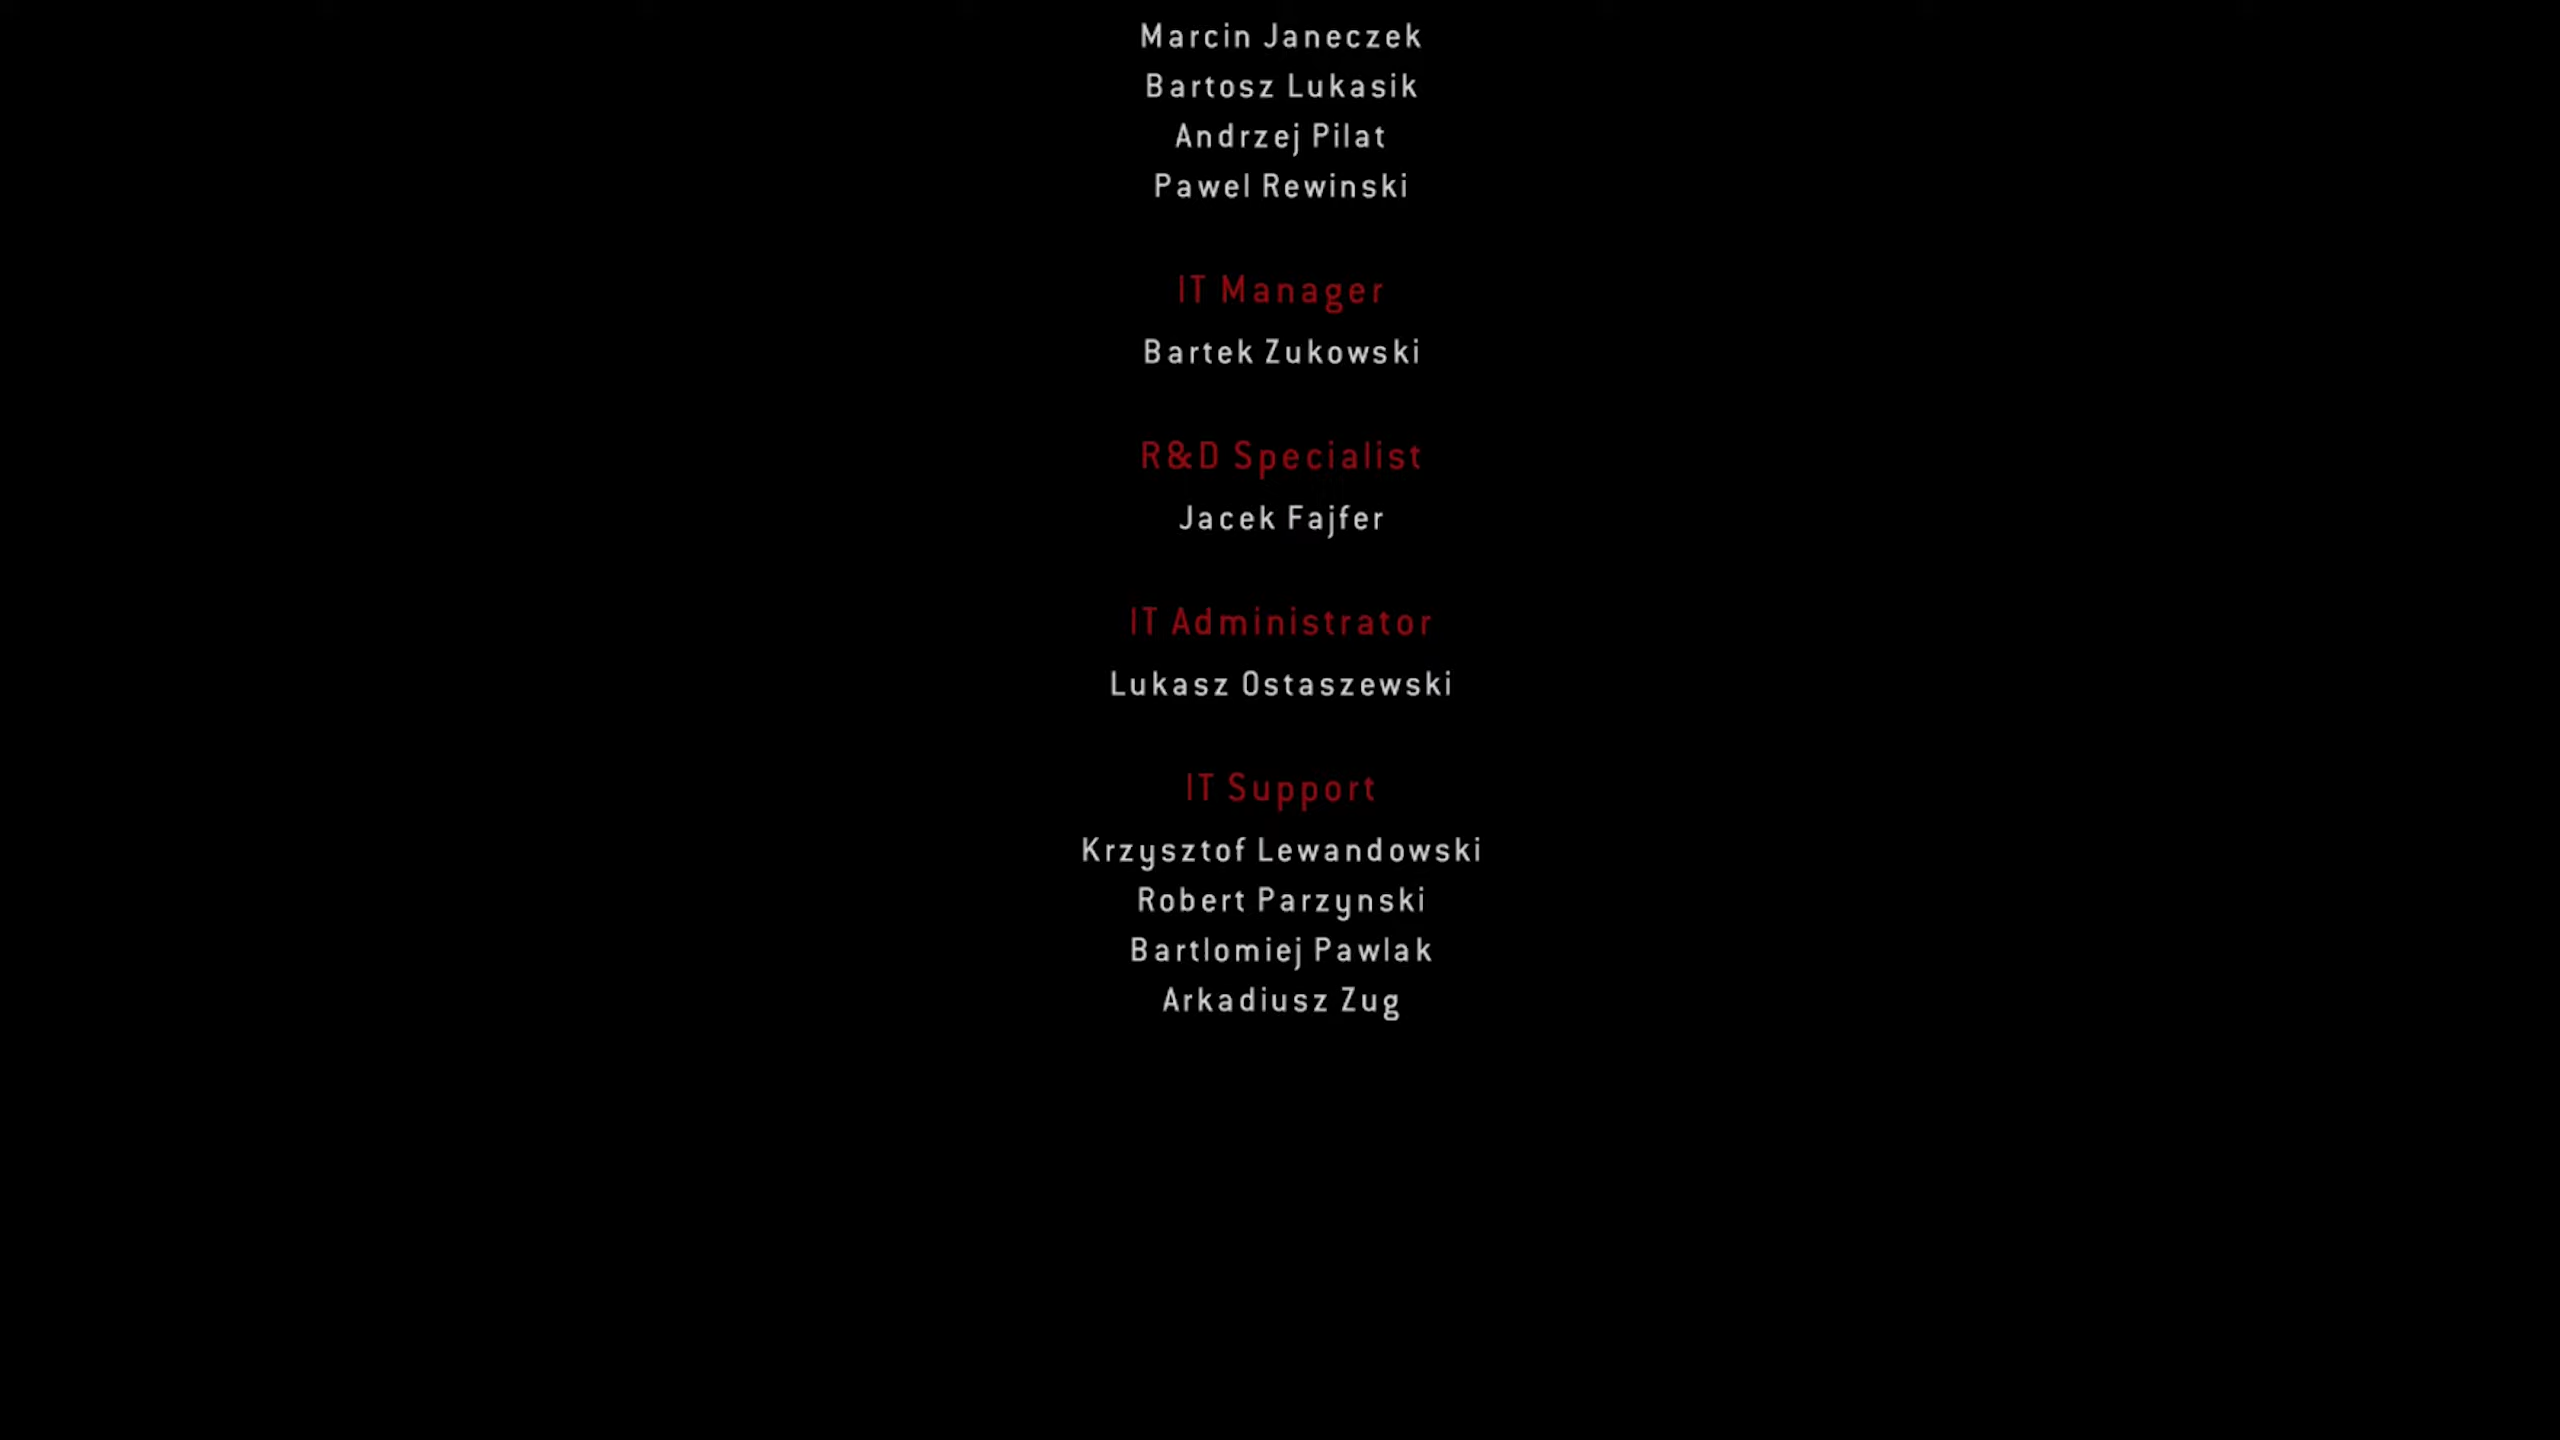 Marcin Janeczek
Bartosz Lukasik
Andrzej Pilat
Pawel Rewinski
IT Manager
Bartek Zukowski
R&D Specialist
Jacek Fajfer
IT Administrator
Lukasz Ostaszewski
IT Support
Krzysztof Lewandowski
Robert Parzynski
Bartlomiej Pawlak
Arkadiusz Zug